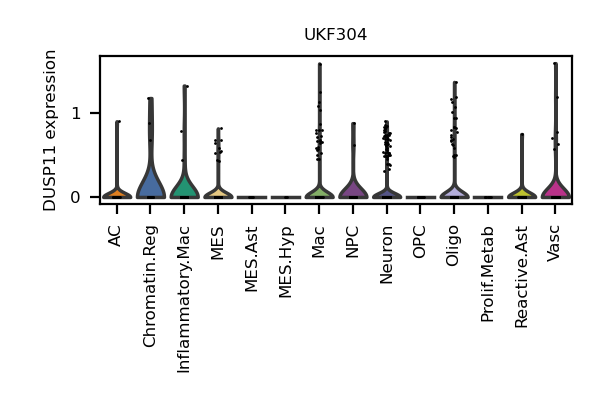 UKF304
DUSP11 expression
1
0
AC
Chromatin.Reg
Inflammatory.Mac
MES
MES.Ast
MES.Hyp
Mac
NPC
Neuron
OPC
Oligo
Prolif.Metab
Reactive.Ast
Vasc